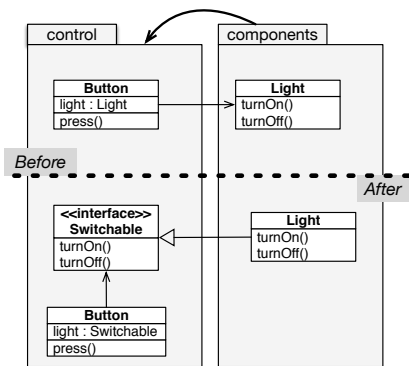 control
components
Button
light : Light
press()
Light
turnOn()
turnOff()
Before
After
<<interface>>
Switchable
turnOn()
turnOff()
Light
turnOn()
turnOff()
Button
light : Switchable
press()